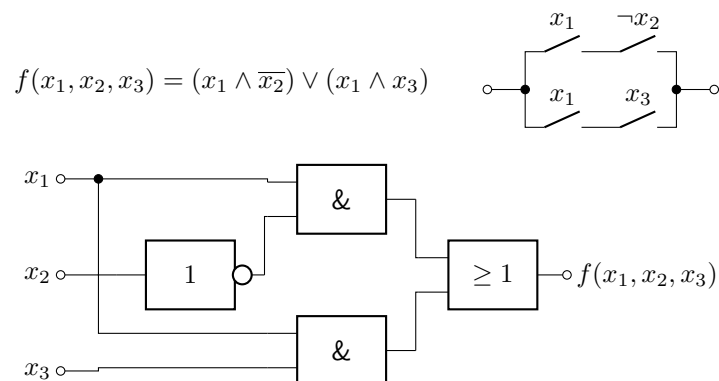 x₁ ¬x₂
f(x₁, x₂, x₃) = (x₁ ∧ x̅₂) ∨ (x₁ ∧ x₃)
x₁ x₃
x₁
&
x₂
1
≥ 1
f(x₁, x₂, x₃)
&
x₃